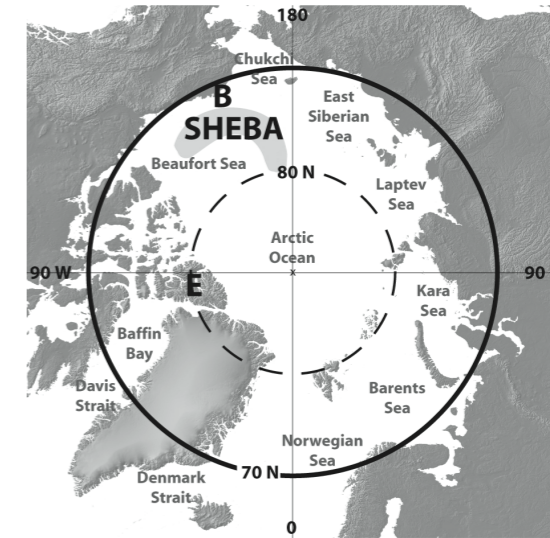 180
Chukchi
Sea
B
SHEBA
East
Siberian
Sea
Beaufort Sea
80 N
Laptev
Sea
Arctic
Ocean
90 W
E
90
Kara
Sea
Baffin
Bay
Davis
Strait
Barents
Sea
Norwegian
Sea
70 N
Denmark
Strait
0